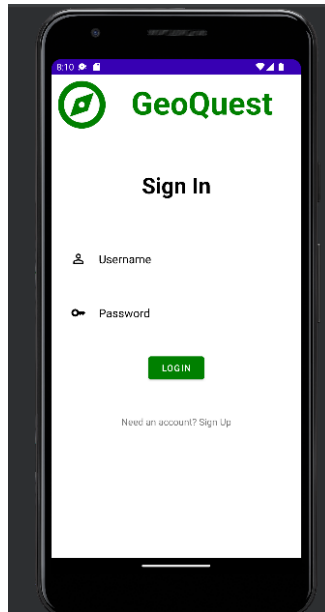 8:10
GeoQuest
Sign In
Username
Password
LOGIN
Need an account? Sign Up